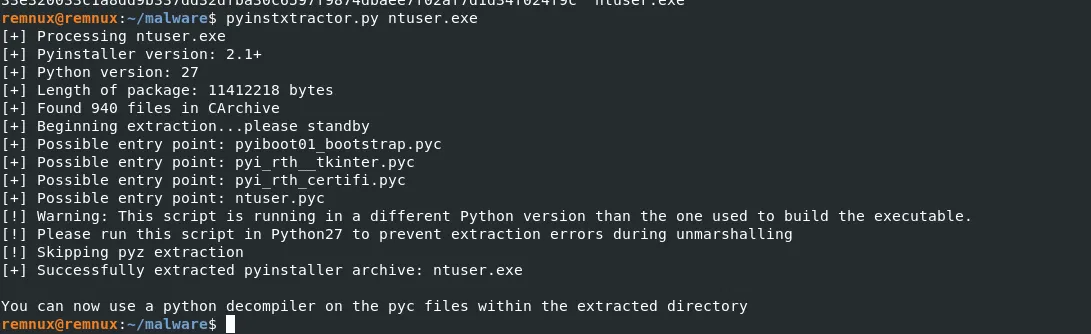 remnux@remnux:~/malware$ pyinstxtractor.py ntuser.exe
[+] Processing ntuser.exe
[+] Pyinstaller version: 2.1+
[+] Python version: 27
[+] Length of package: 11412218 bytes
[+] Found 940 files in CArchive
[+] Beginning extraction...please standby
[+] Possible entry point: pyiboot01_bootstrap.pyc
[+] Possible entry point: pyi_rth__tkinter.pyc
[+] Possible entry point: pyi_rth_certifi.pyc
[+] Possible entry point: ntuser.pyc
[!] Warning: This script is running in a different Python version than the one used to build the executable.
[!] Please run this script in Python27 to prevent extraction errors during unmarshalling
[!] Skipping pyz extraction
[+] Successfully extracted pyinstaller archive: ntuser.exe
You can now use a python decompiler on the pyc files within the extracted directory
remnux@remnux:~/malware$